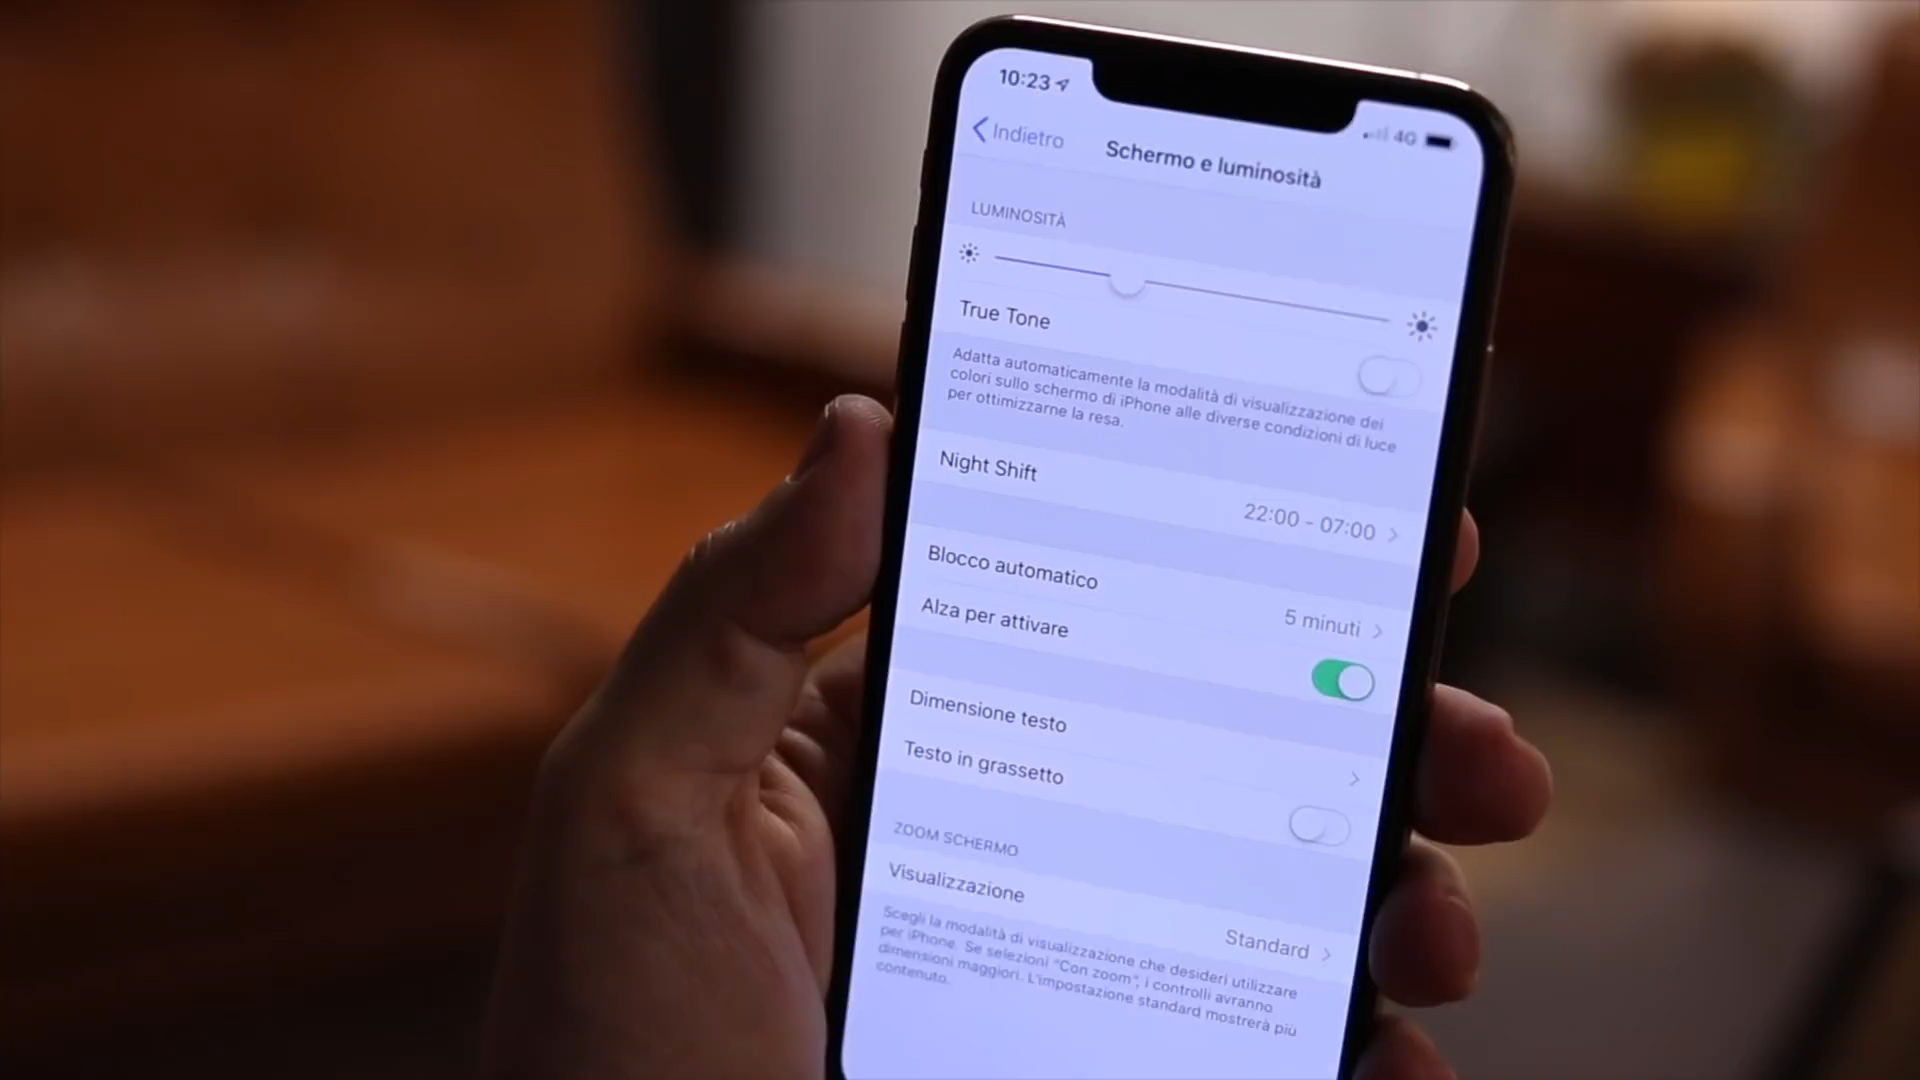 10:23
4G
Indietro
Schermo e luminosità
LUMINOSITÀ
True Tone
Adatta automaticamente la modalità di visualizzazione dei
colori sullo schermo di iPhone alle diverse condizioni di luce
per ottimizzarne la resa.
Night Shift
22:00 - 07:00
Blocco automatico
5 minuti
Alza per attivare
Dimensione testo
Testo in grassetto
ZOOM SCHERMO
Visualizzazione
Standard
Scegli la modalità di visualizzazione che desideri utilizzare
per iPhone. Se selezioni "Con zoom", i controlli avranno
dimensioni maggiori. L'impostazione standard mostrerà più
contenuto.